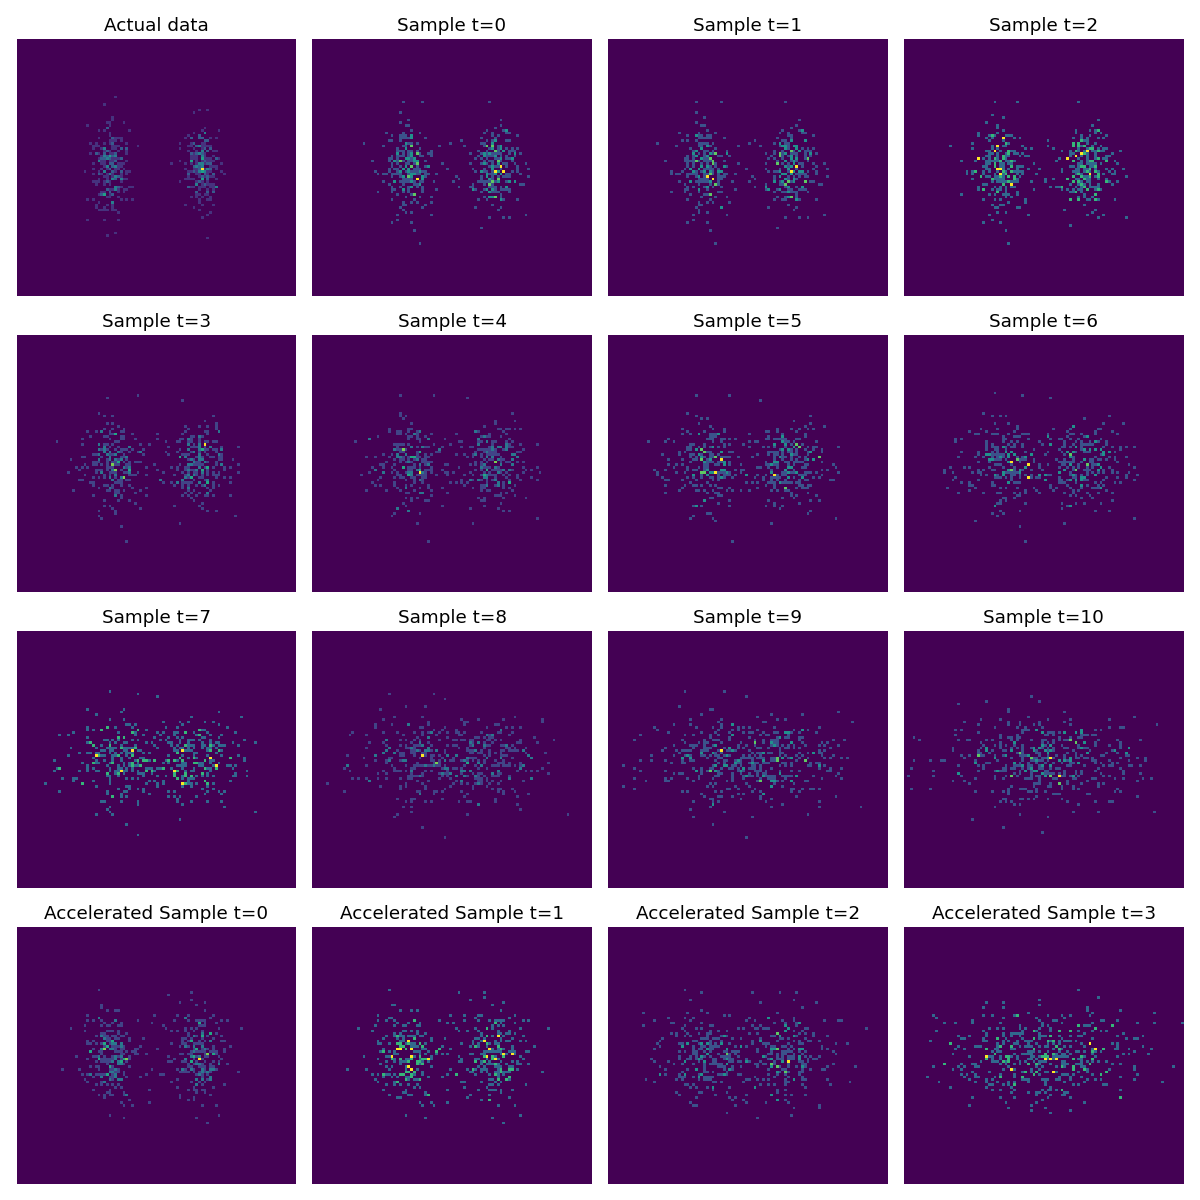 Actual data
Sample t=0
Sample t=1
Sample t=2
Sample t=3
Sample t=4
Sample t=5
Sample t=6
Sample t=7
Sample t=8
Sample t=9
Sample t=10
Accelerated Sample t=0
Accelerated Sample t=1
Accelerated Sample t=2
Accelerated Sample t=3